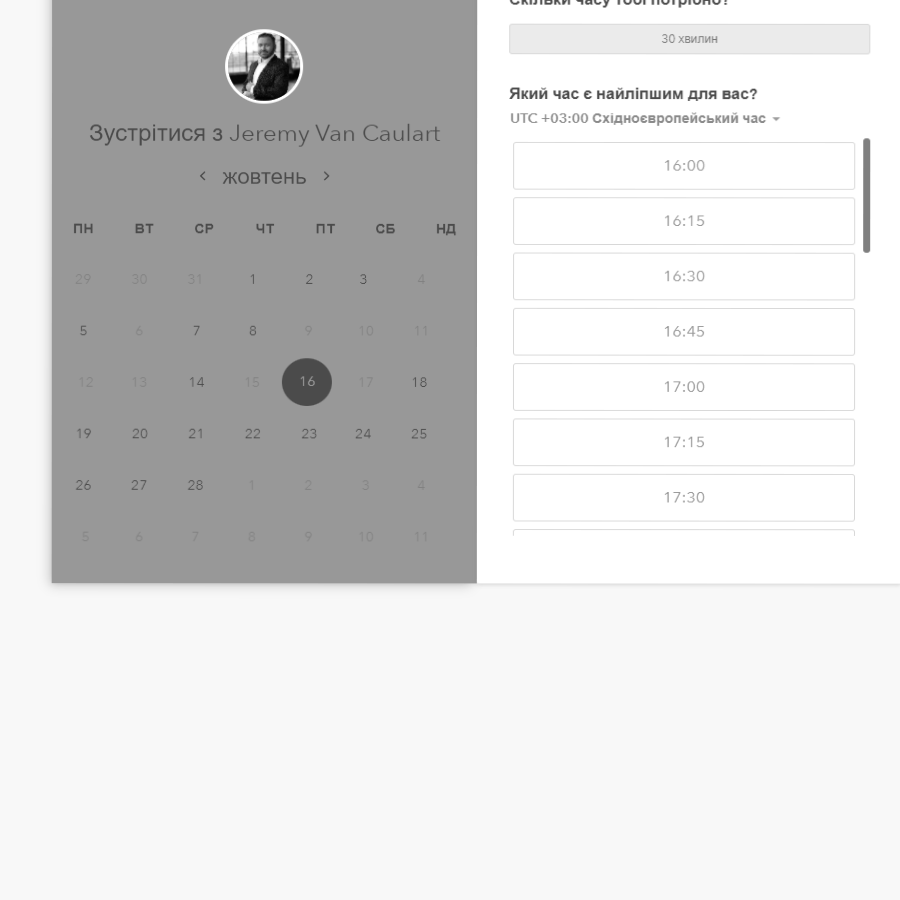 Скільки часу тобі потрібно?
30 хвилин
Зустрітися з Jeremy Van Caulart
< жовтень >
ПН ВТ СР ЧТ ПТ СБ НД
29 30 31 1 2 3 4
5 6 7 8 9 10 11
12 13 14 15 16 17 18
19 20 21 22 23 24 25
26 27 28 1 2 3 4
5 6 7 8 9 10 11
Який час є найліпшим для вас?
UTC +03:00 Східноєвропейський час
16:00
16:15
16:30
16:45
17:00
17:15
17:30